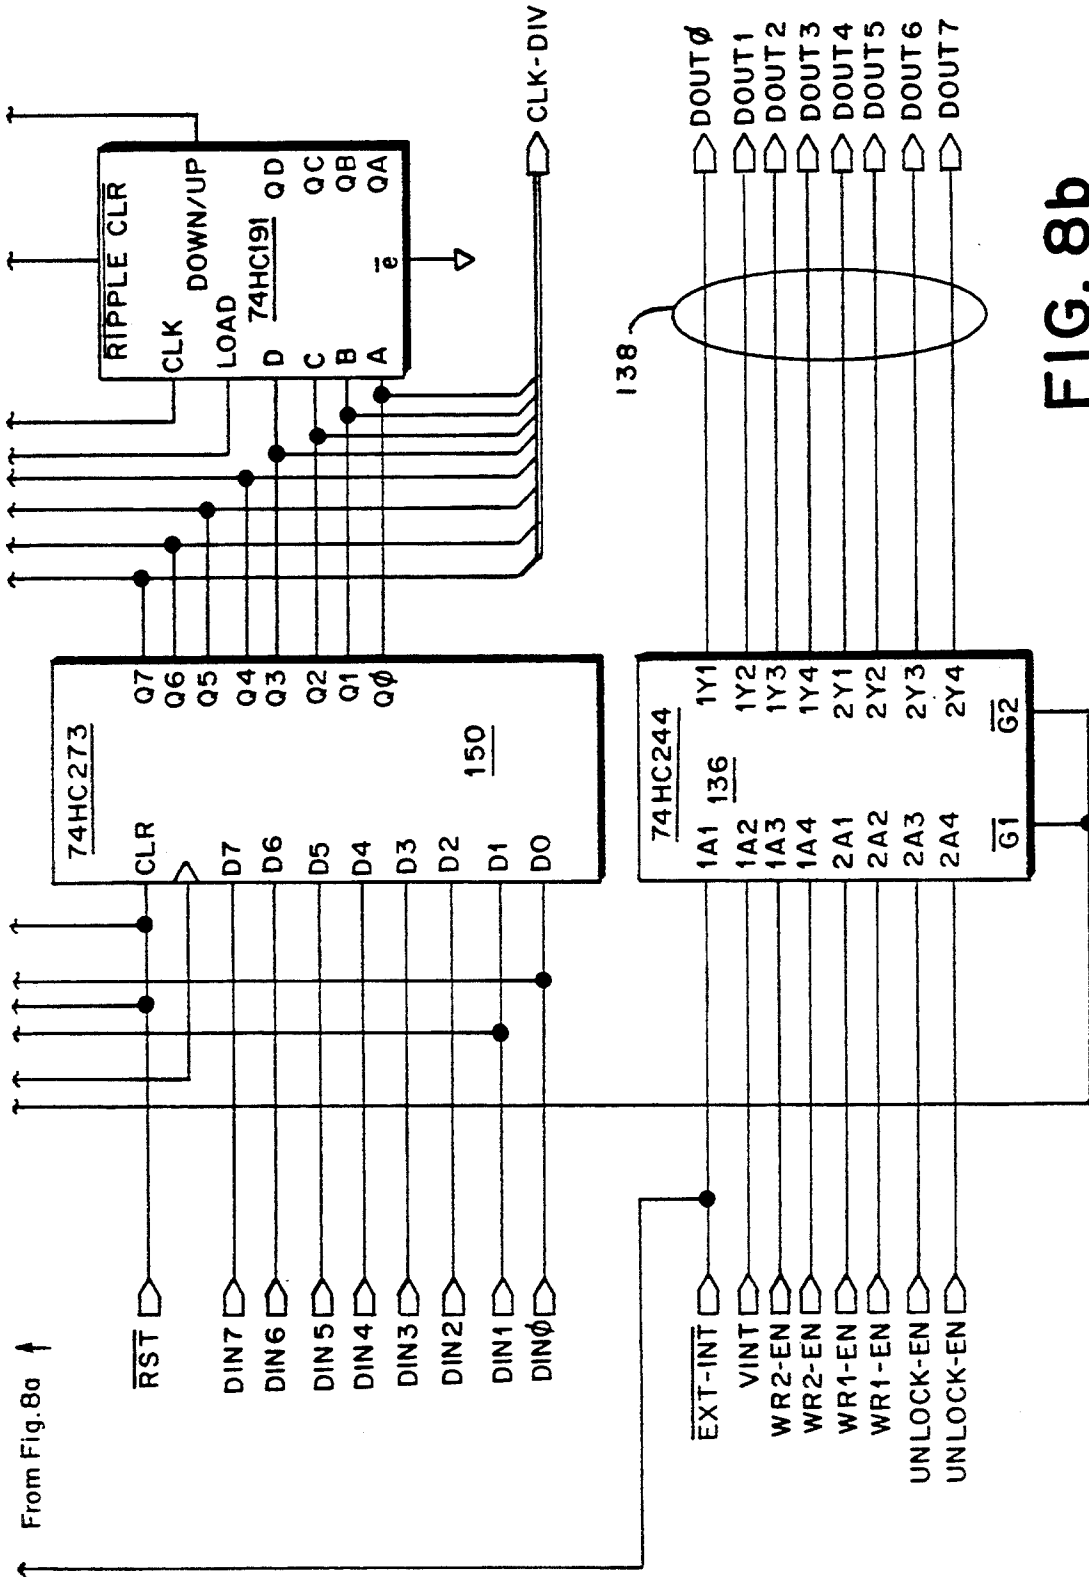 From Fig. 8a
RST
DIN7
DIN6
DIN5
DIN4
DIN3
DIN2
DIN1
DINØ
74HC273
CLR
D7
D6
D5
D4
D3
D2
D1
D0
150
Q7
Q6
Q5
Q4
Q3
Q2
Q1
QØ
RIPPLE CLR
CLK
DOWN/UP
LOAD
74HC191
D
C
B
A
QD
QC
QB
QA
e
CLK-DIV
EXT-INT
VINT
WR2-EN
WR2-EN
WR1-EN
WR1-EN
UNLOCK-EN
UNLOCK-EN
74HC244
136
1A1
1A2
1A3
1A4
2A1
2A2
2A3
2A4
G1
G2
1Y1
1Y2
1Y3
1Y4
2Y1
2Y2
2Y3
2Y4
138
DOUTØ
DOUT1
DOUT2
DOUT3
DOUT4
DOUT5
DOUT6
DOUT7
FIG. 8b